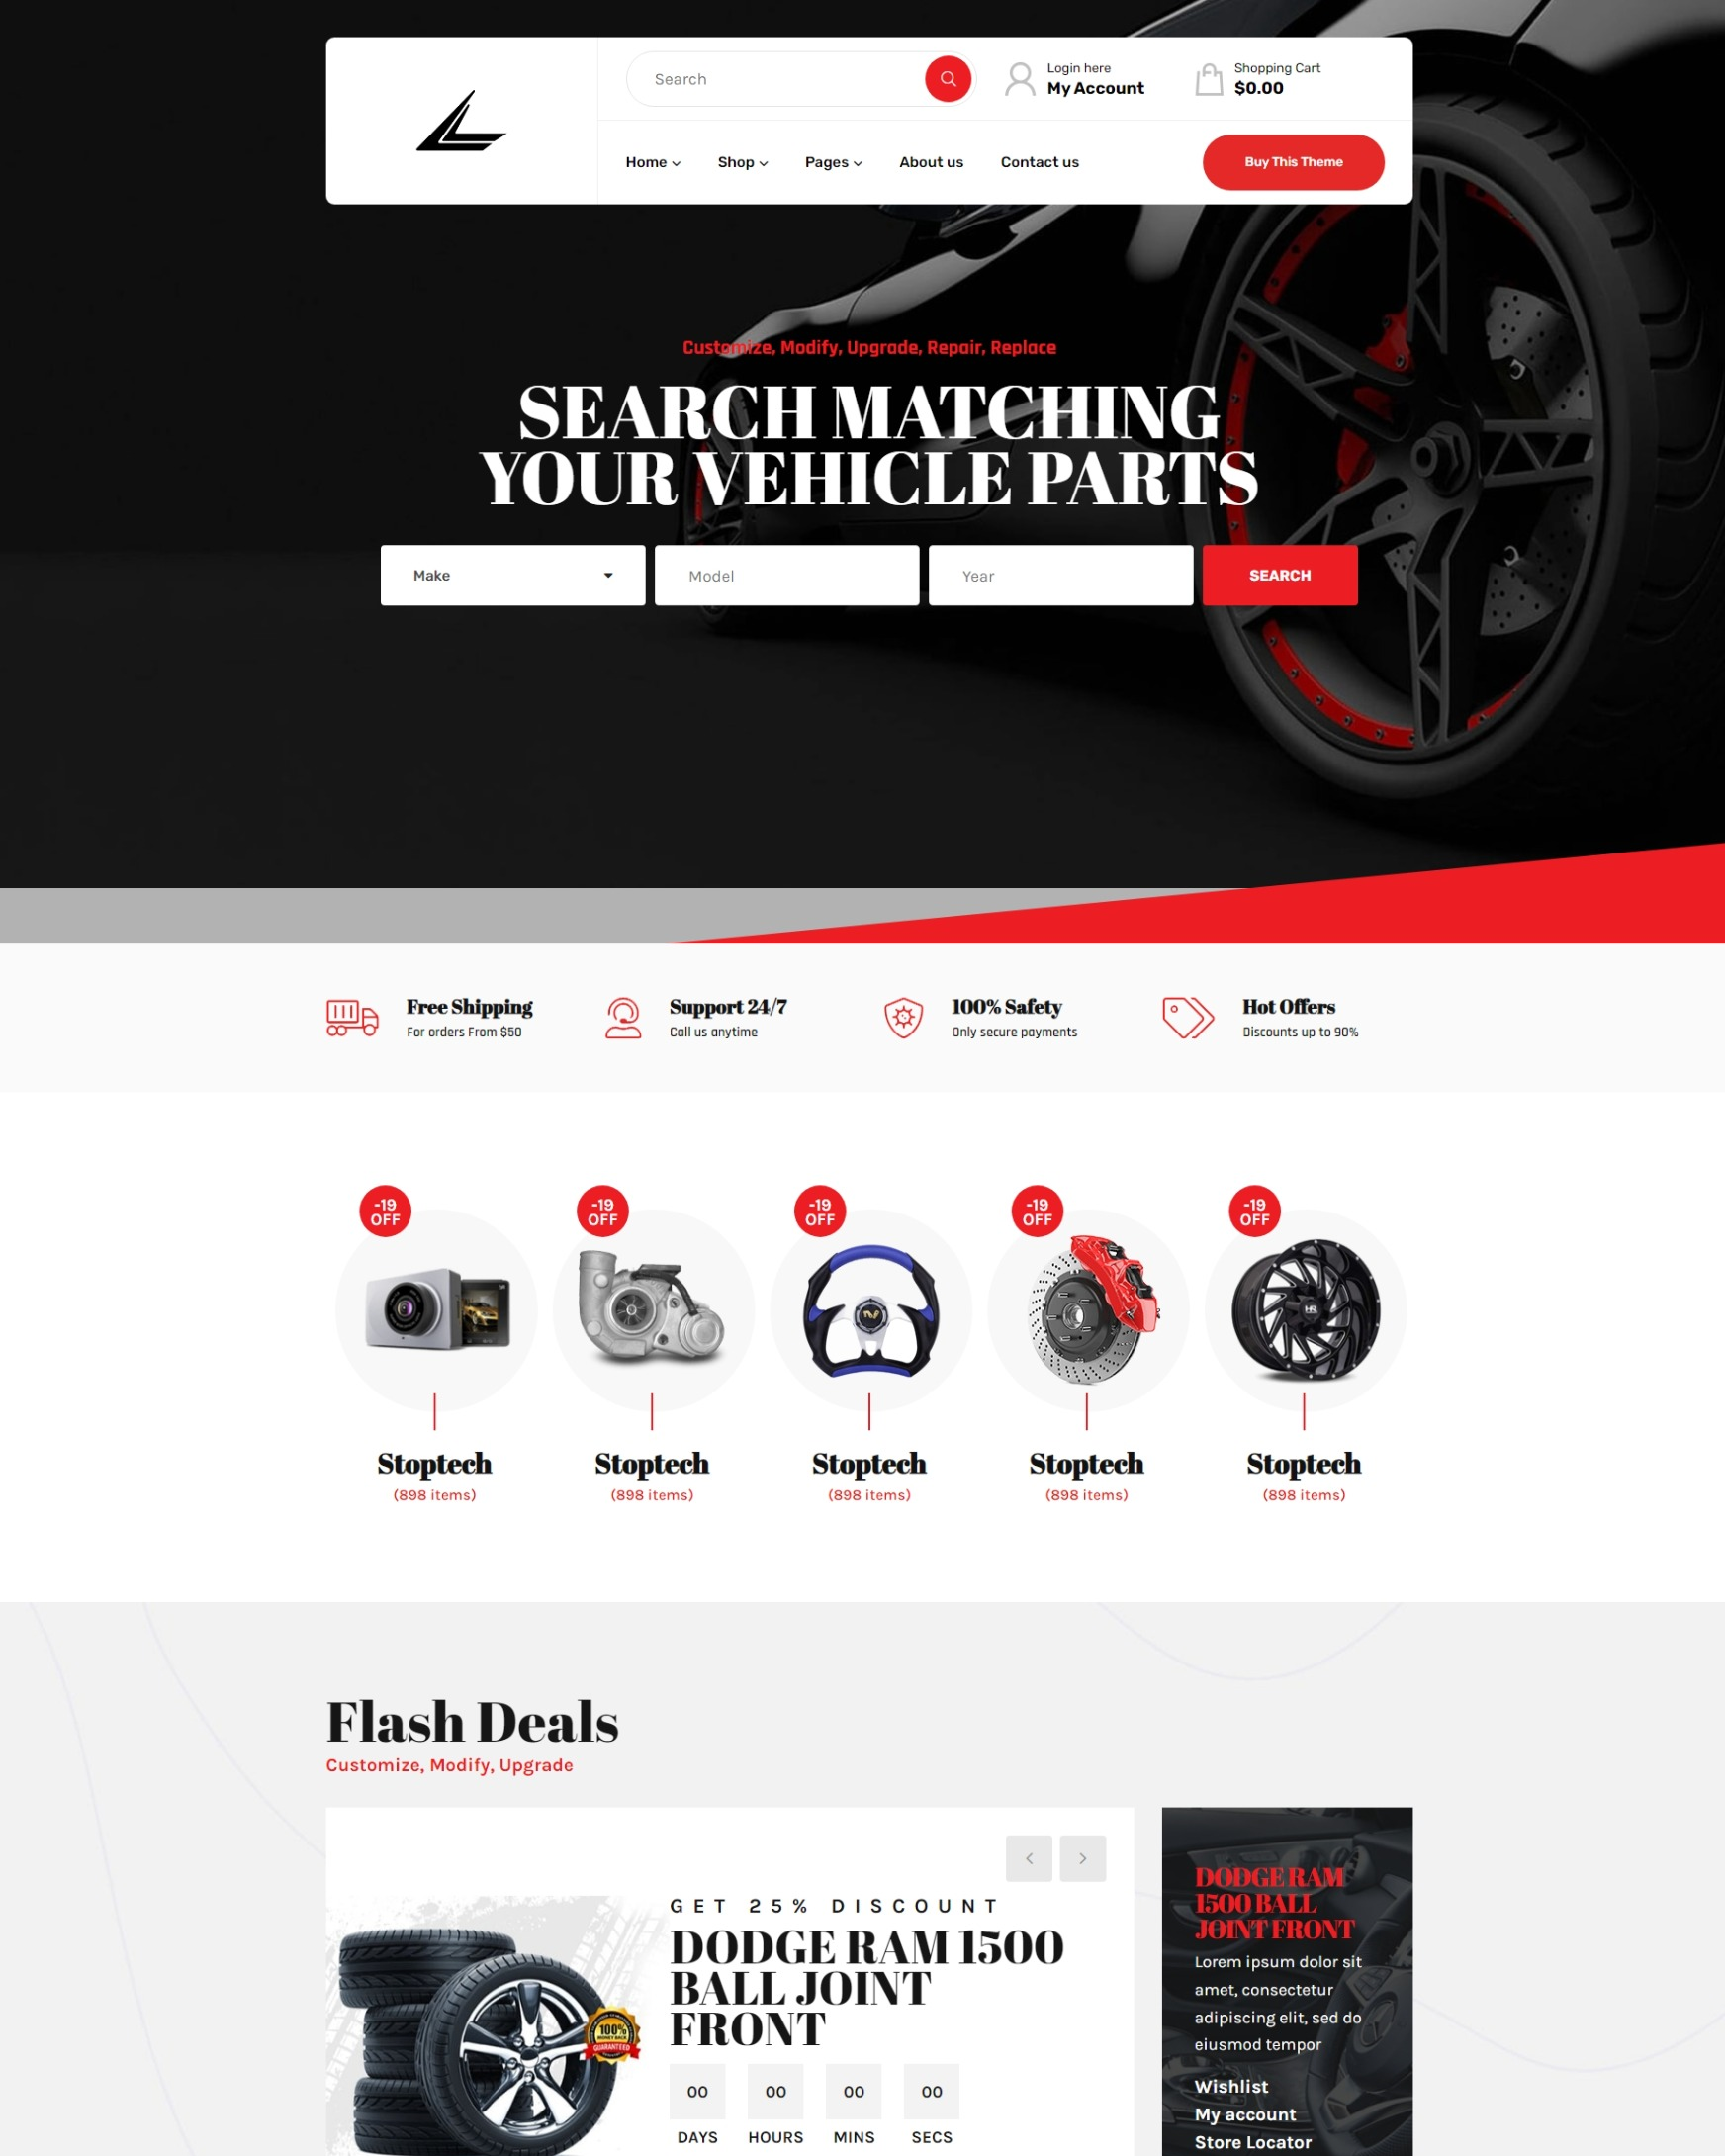 Search
Login here
My Account
Shopping Cart
$0.00
Home
Shop
Pages
About us
Contact us
Buy This Theme
Customize, Modify, Upgrade, Repair, Replace
SEARCH MATCHING
YOUR VEHICLE PARTS
Make
Model
Year
SEARCH
Free Shipping
For orders From $50
Support 24/7
Call us anytime
100% Safety
Only secure payments
Hot Offers
Discounts up to 90%
-19
OFF
-19
OFF
-19
OFF
-19
OFF
-19
OFF
HR
Stoptech
(898 items)
Stoptech
(898 items)
Stoptech
(898 items)
Stoptech
(898 items)
Stoptech
(898 items)
Flash Deals
Customize, Modify, Upgrade
GET 25% DISCOUNT
DODGE RAM 1500
BALL JOINT
FRONT
100%
MONEY BACK
GUARANTEED
00
00
00
00
DAYS
HOURS
MINS
SECS
DODGE RAM
1500 BALL
JOINT FRONT
Lorem ipsum dolor sit
amet, consectetur
adipiscing elit, sed do
eiusmod tempor
Wishlist
My account
Store Locator